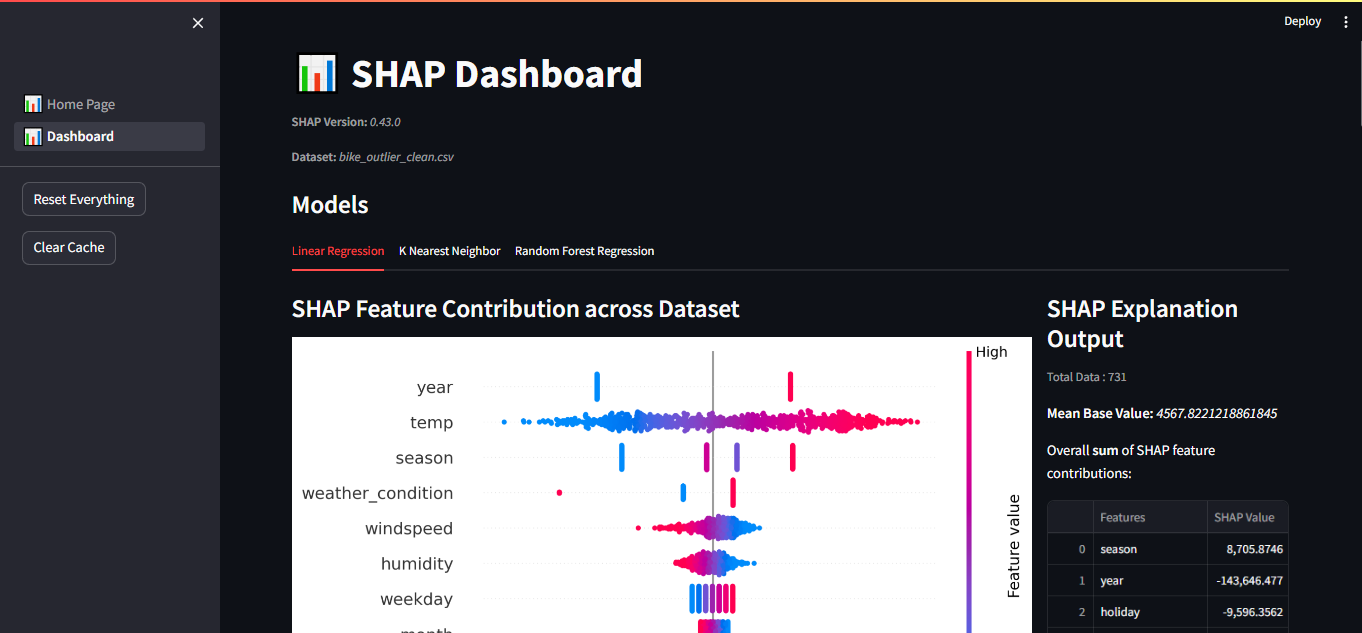 Deploy
Home Page
Dashboard
Reset Everything
Clear Cache
SHAP Dashboard
SHAP Version: 0.43.0
Dataset: bike_outlier_clean.csv
Models
Linear Regression K Nearest Neighbor Random Forest Regression
SHAP Feature Contribution across Dataset
High
year
temp
season
weather_condition
windspeed
humidity
weekday
month
Feature value
SHAP Explanation
Output
Total Data : 731
Mean Base Value: 4567.8221218861845
Overall sum of SHAP feature
contributions:
Features SHAP Value
0 season 8,705.8746
1 year -143,646.477
2 holiday -9,596.3562